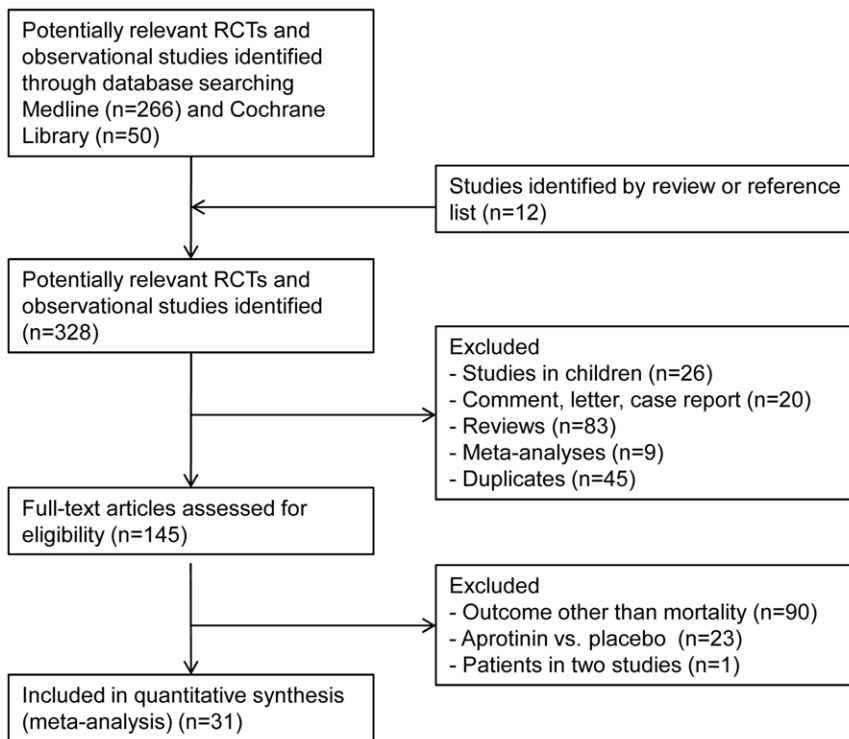 Potentially relevant RCTs and
observational studies identified
through database searching
Medline (n=266) and Cochrane
Library (n=50)
Studies identified by review or reference
list (n=12)
Potentially relevant RCTs and
observational studies identified
(n=328)
Excluded
- Studies in children (n=26)
- Comment, letter, case report (n=20)
- Reviews (n=83)
- Meta-analyses (n=9)
- Duplicates (n=45)
Full-text articles assessed for
eligibility (n=145)
Excluded
- Outcome other than mortality (n=90)
- Aprotinin vs. placebo (n=23)
- Patients in two studies (n=1)
Included in quantitative synthesis
(meta-analysis) (n=31)